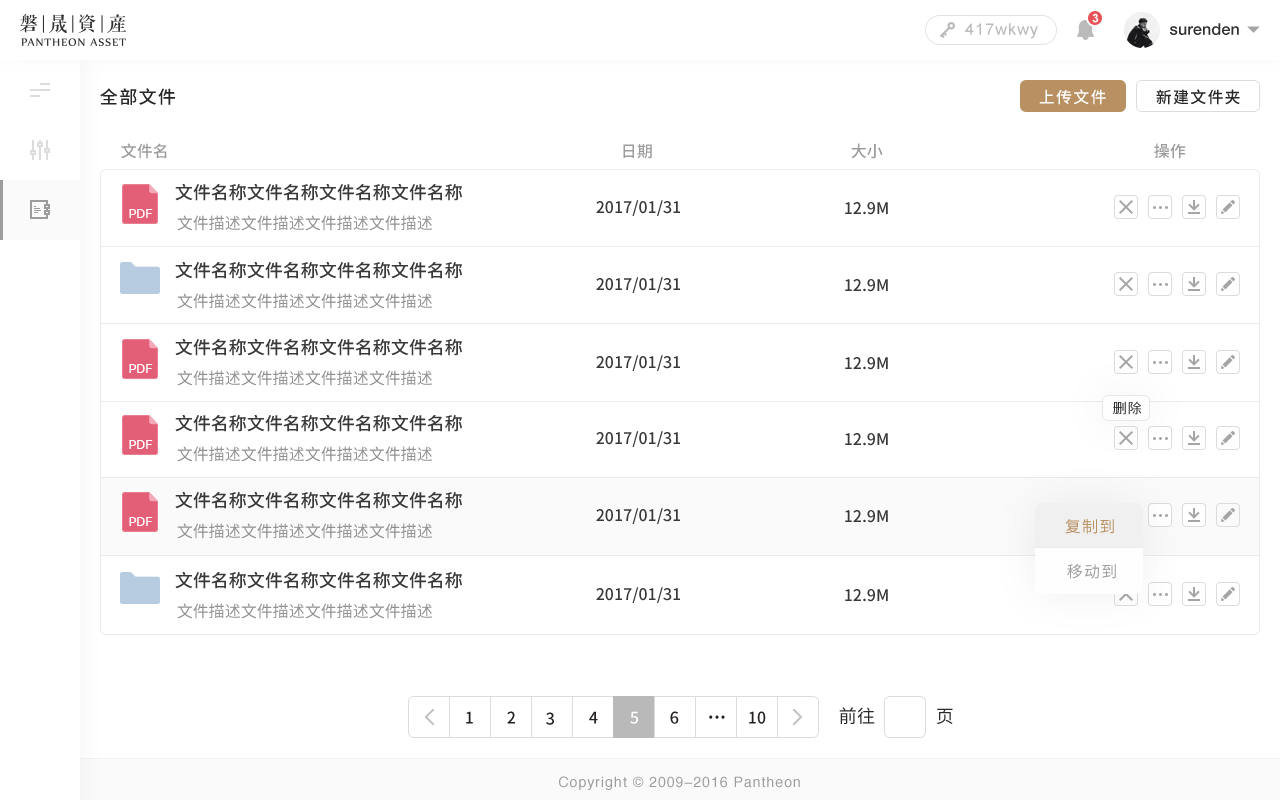 磐|晟|資|産
PANTHEON ASSET
417wkwy
3
surenden
全部文件
上传文件
新建文件夹
文件名 日期 大小 操作
PDF
文件名称文件名称文件名称文件名称
文件描述文件描述文件描述文件描述
2017/01/31
12.9M
文件名称文件名称文件名称文件名称
文件描述文件描述文件描述文件描述
2017/01/31
12.9M
PDF
文件名称文件名称文件名称文件名称
文件描述文件描述文件描述文件描述
2017/01/31
12.9M
删除
PDF
文件名称文件名称文件名称文件名称
文件描述文件描述文件描述文件描述
2017/01/31
12.9M
PDF
文件名称文件名称文件名称文件名称
文件描述文件描述文件描述文件描述
2017/01/31
12.9M
复制到
移动到
文件名称文件名称文件名称文件名称
文件描述文件描述文件描述文件描述
2017/01/31
12.9M
1 2 3 4 5 6 ··· 10 前往 页
Copyright © 2009–2016 Pantheon